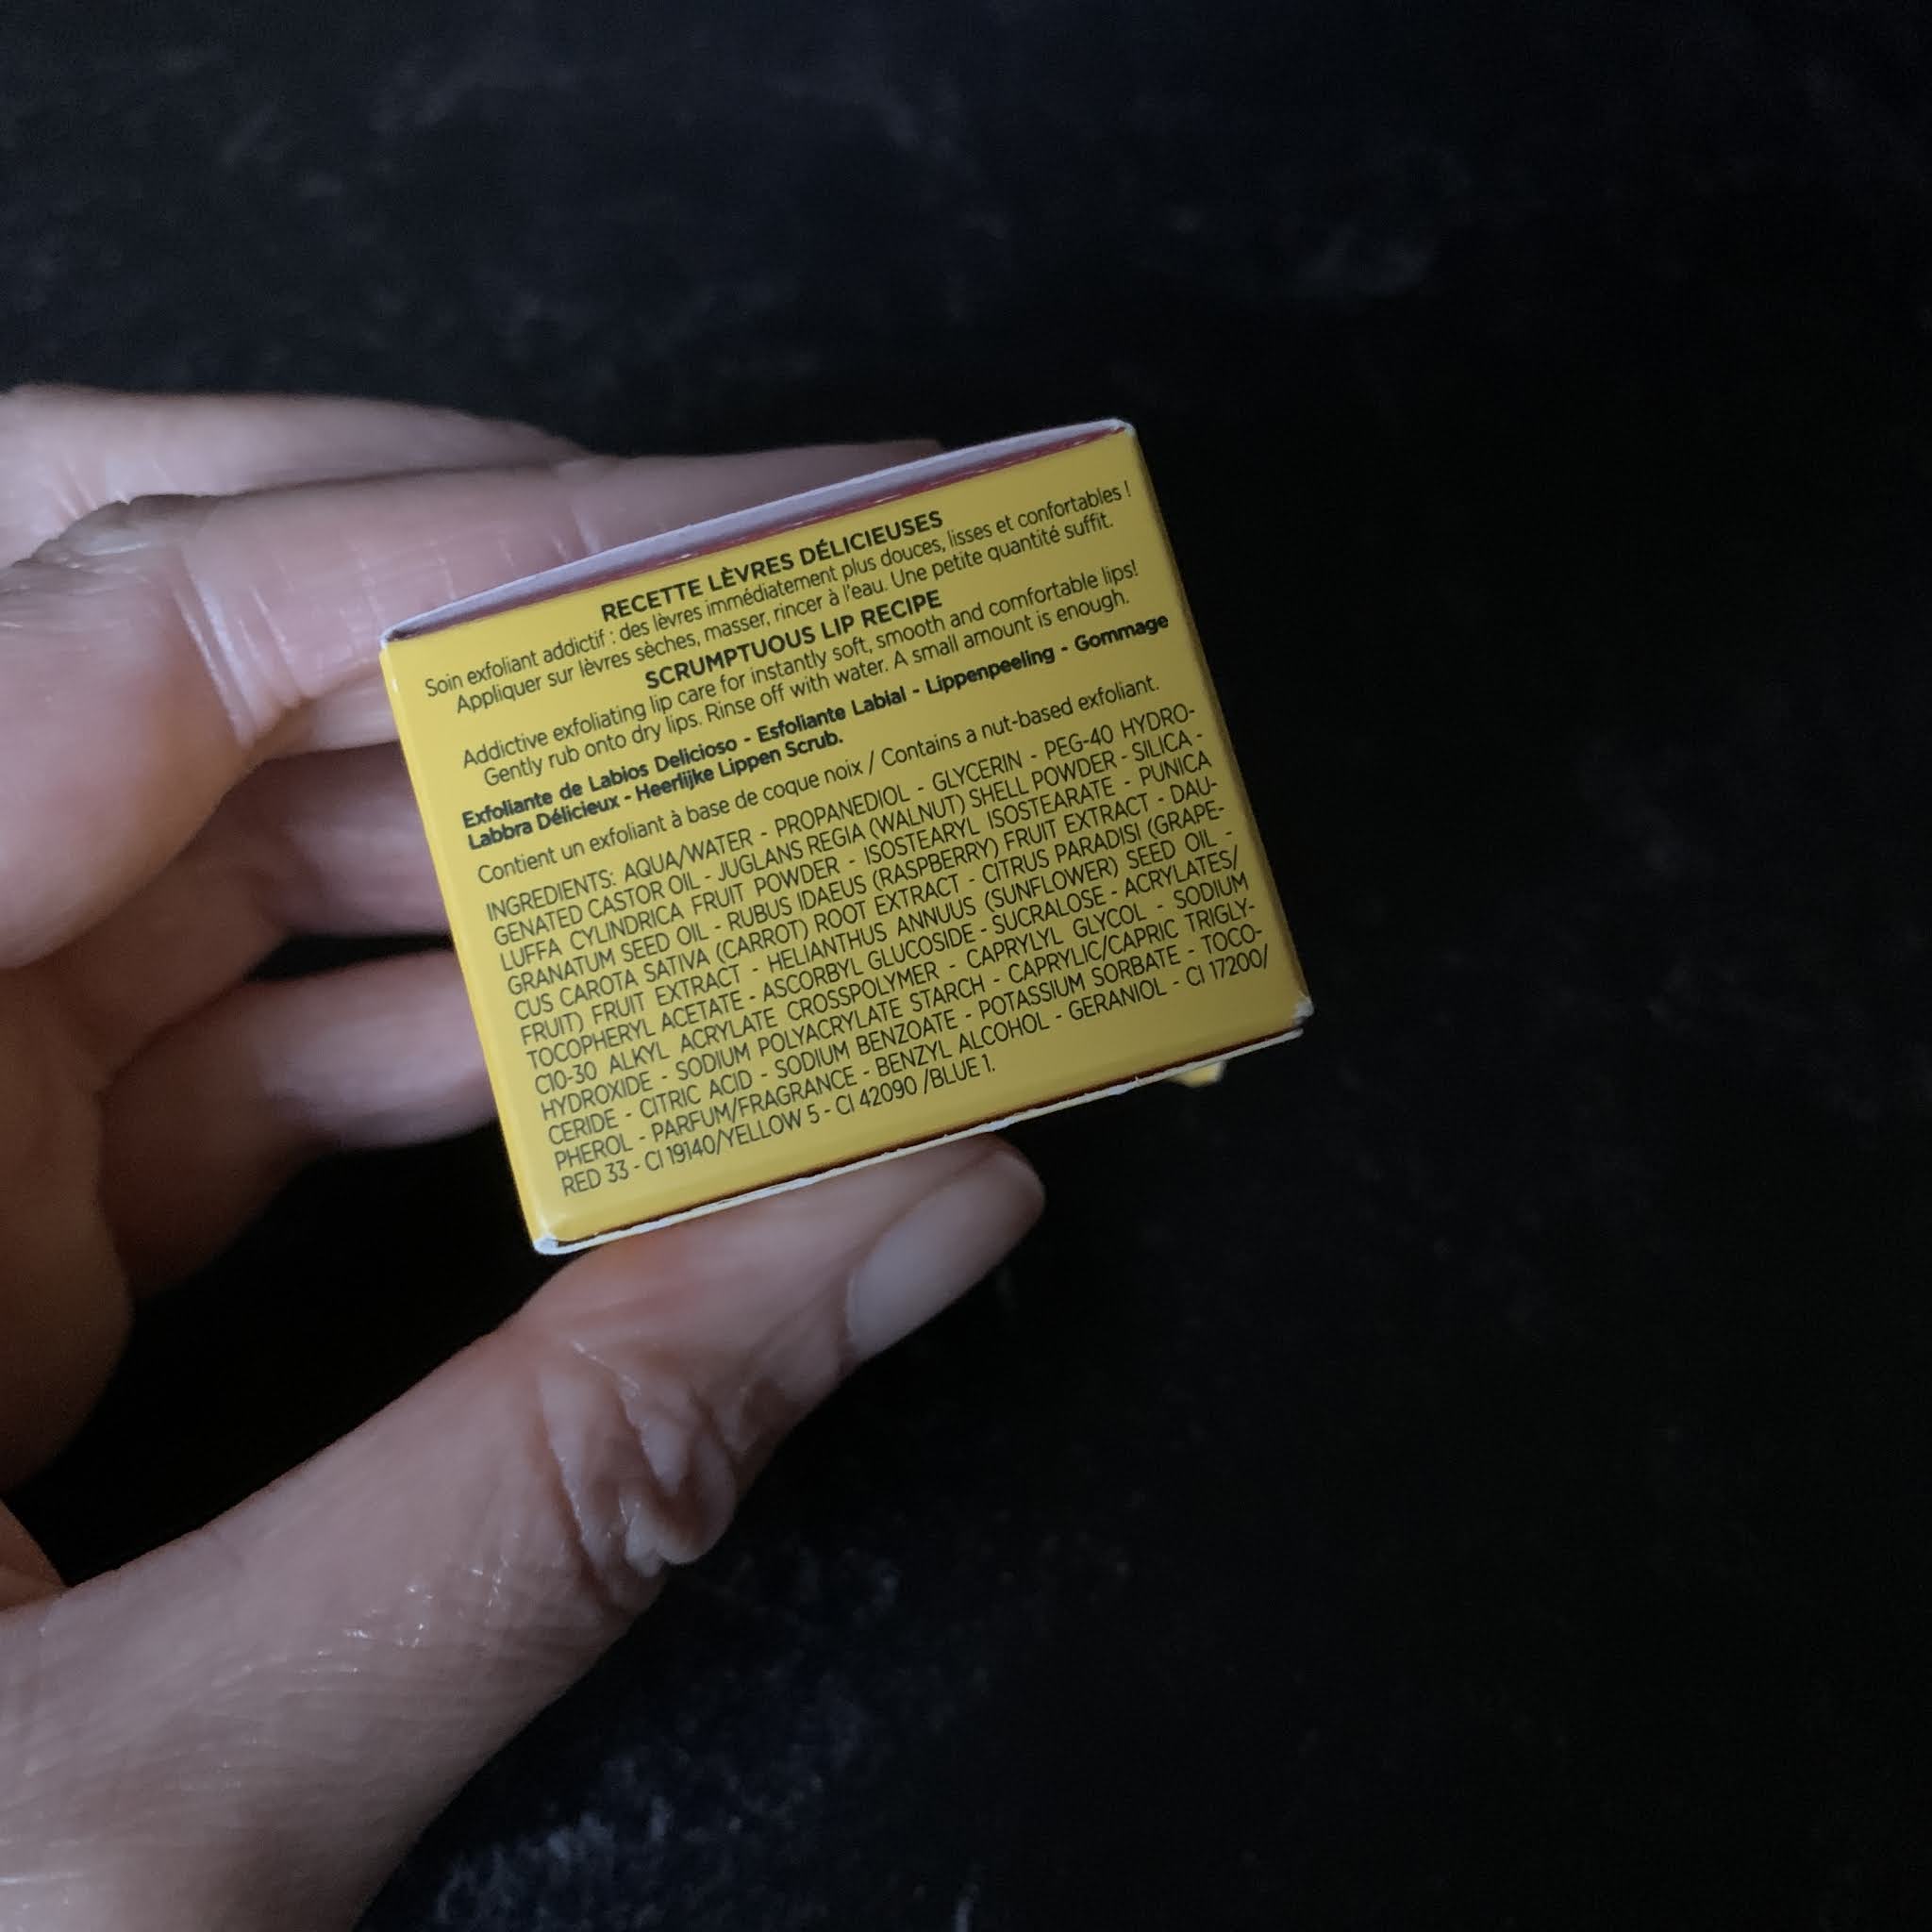 RECETTE LÈVRES DÉLICIEUSES
Soin exfoliant addictif : des lèvres immédiatement plus douces, lisses et confortables !
Appliquer sur lèvres sèches, masser, rincer à l'eau. Une petite quantité suffit.
SCRUMPTUOUS LIP RECIPE
Addictive exfoliating lip care for instantly soft, smooth and comfortable lips!
Gently rub onto dry lips. Rinse off with water. A small amount is enough.
Exfoliante de Labios Delicioso - Esfoliante Labial - Lippenpeeling - Gommage
Labbra Délicieux - Heerlijke Lippen Scrub.
Contient un exfoliant à base de coque noix / Contains a nut-based exfoliant.
INGREDIENTS: AQUA/WATER - PROPANEDIOL - GLYCERIN - PEG-40 HYDRO-
GENATED CASTOR OIL - JUGLANS REGIA (WALNUT) SHELL POWDER - SILICA -
LUFFA CYLINDRICA FRUIT POWDER - ISOSTEARYL ISOSTEARATE - PUNICA
GRANATUM SEED OIL - RUBUS IDAEUS (RASPBERRY) FRUIT EXTRACT - DAU-
CUS CAROTA SATIVA (CARROT) ROOT EXTRACT - CITRUS PARADISI (GRAPE-
FRUIT) FRUIT EXTRACT - HELIANTHUS ANNUUS (SUNFLOWER) SEED OIL -
TOCOPHERYL ACETATE - ASCORBYL GLUCOSIDE - SUCRALOSE - ACRYLATES/
C10-30 ALKYL ACRYLATE CROSSPOLYMER - CAPRYLYL GLYCOL - SODIUM
HYDROXIDE - SODIUM POLYACRYLATE STARCH - CAPRYLIC/CAPRIC TRIGLY-
CERIDE - CITRIC ACID - SODIUM BENZOATE - POTASSIUM SORBATE - TOCO-
PHEROL - PARFUM/FRAGRANCE - BENZYL ALCOHOL - GERANIOL - CI 17200/
RED 33 - CI 19140/YELLOW 5 - CI 42090 /BLUE 1.